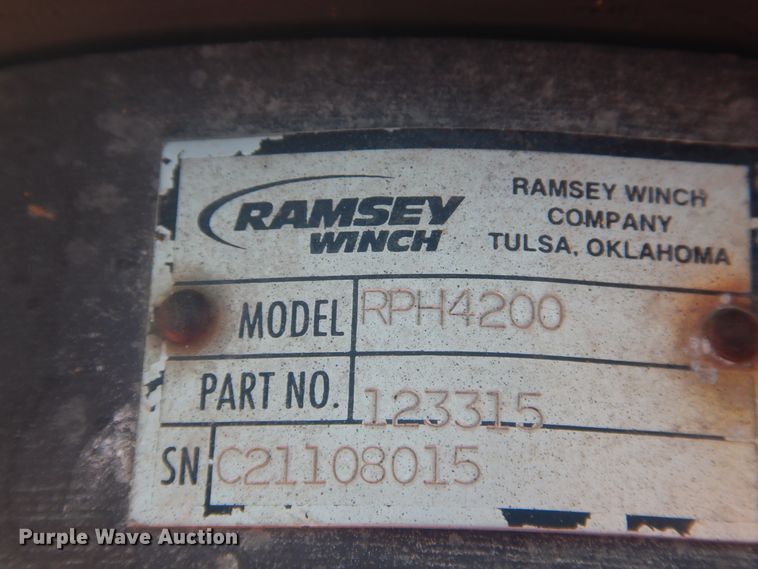 RAMSEY
WINCH
RAMSEY WINCH
COMPANY
TULSA, OKLAHOMA
MODEL RPH4200
PART NO. 123315
SN C21108015
Purple Wave Auction